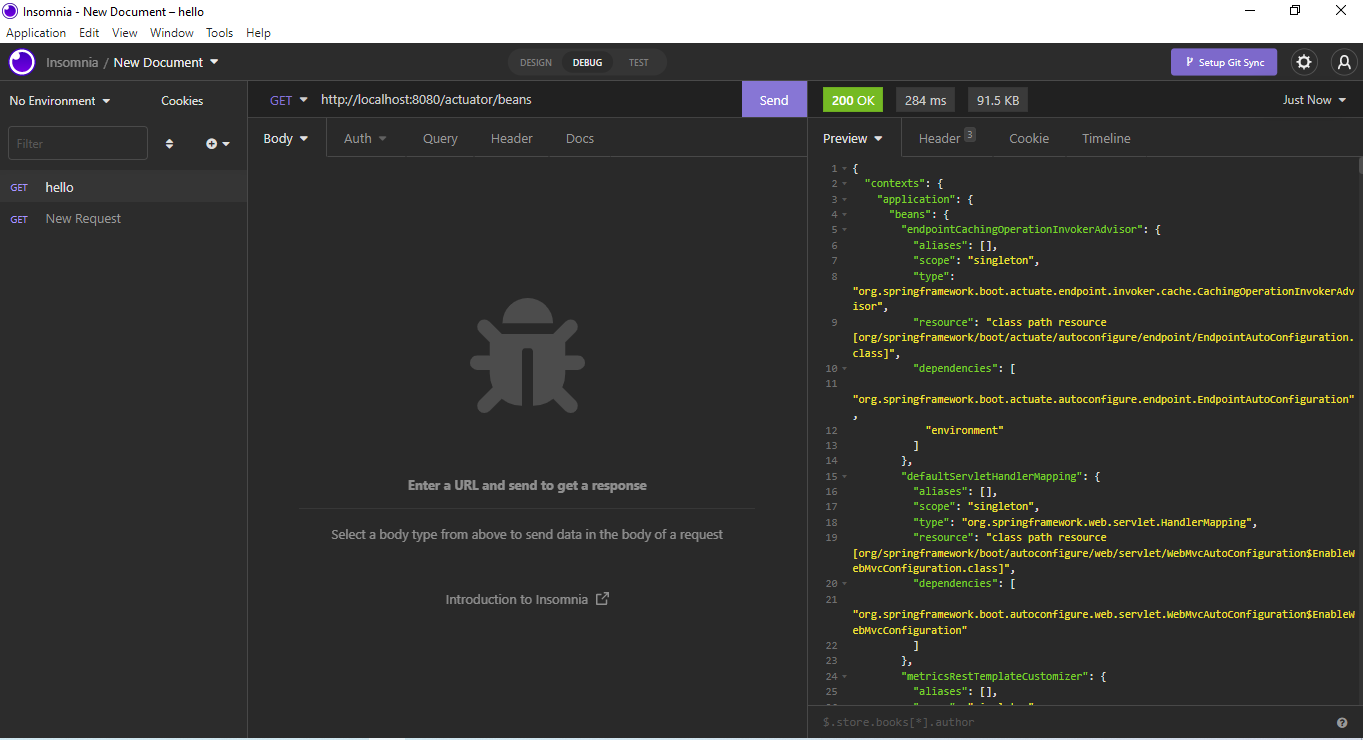 Insomnia - New Document – hello
Application Edit View Window Tools Help
Insomnia / New Document
DESIGN DEBUG TEST
Setup Git Sync
No Environment Cookies
Filter
GET hello
GET New Request
GET http://localhost:8080/actuator/beans Send
Body Auth Query Header Docs
Enter a URL and send to get a response
Select a body type from above to send data in the body of a request
Introduction to Insomnia
200 OK 284 ms 91.5 KB Just Now
Preview Header 3 Cookie Timeline
1 {
2 "contexts": {
3 "application": {
4 "beans": {
5 "endpointCachingOperationInvokerAdvisor": {
6 "aliases": [],
7 "scope": "singleton",
8 "type":
"org.springframework.boot.actuate.endpoint.invoker.cache.CachingOperationInvokerAdv
isor",
9 "resource": "class path resource
[org/springframework/boot/actuate/autoconfigure/endpoint/EndpointAutoConfiguration.
class]",
10 "dependencies": [
11
"org.springframework.boot.actuate.autoconfigure.endpoint.EndpointAutoConfiguration"
,
12 "environment"
13 ]
14 },
15 "defaultServletHandlerMapping": {
16 "aliases": [],
17 "scope": "singleton",
18 "type": "org.springframework.web.servlet.HandlerMapping",
19 "resource": "class path resource
[org/springframework/boot/autoconfigure/web/servlet/WebMvcAutoConfiguration$EnableW
ebMvcConfiguration.class]",
20 "dependencies": [
21
"org.springframework.boot.autoconfigure.web.servlet.WebMvcAutoConfiguration$EnableW
ebMvcConfiguration"
22 ]
23 },
24 "metricsRestTemplateCustomizer": {
25 "aliases": [],
$.store.books[*].author